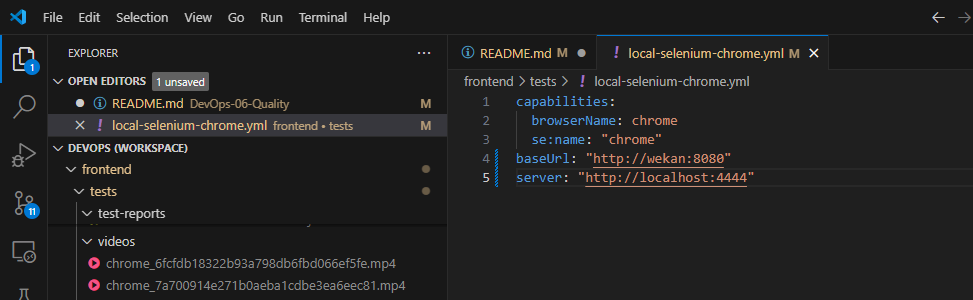 File Edit Selection View Go Run Terminal Help
EXPLORER
OPEN EDITORS 1 unsaved
README.md DevOps-06-Quality M
local-selenium-chrome.yml frontend • tests M
DEVOPS (WORKSPACE)
frontend
tests
test-reports
videos
chrome_6fcfdb18322b93a798db6fbd066ef5fe.mp4
chrome_7a700914e271b0aeba1cdbe3ea6eec81.mp4
1
11
README.md M
local-selenium-chrome.yml M
frontend > tests > ! local-selenium-chrome.yml
1 capabilities:
2 browserName: chrome
3 se:name: "chrome"
4 baseUrl: "http://wekan:8080"
5 server: "http://localhost:4444"